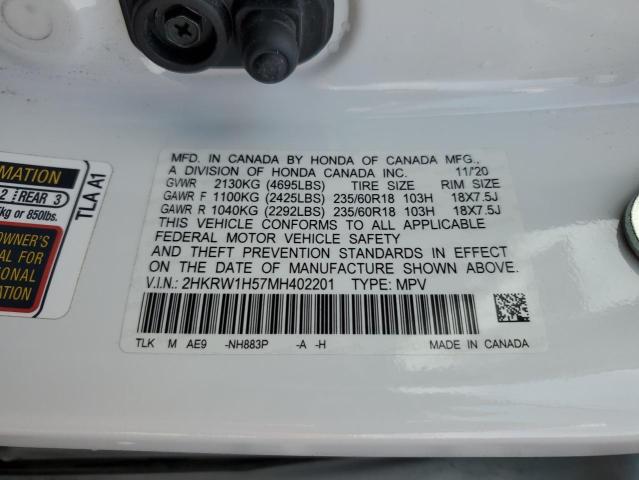 MFD. IN CANADA BY HONDA OF CANADA MFG.,
A DIVISION OF HONDA CANADA INC. 11/20
GVWR 2130KG (4695LBS) TIRE SIZE RIM SIZE
GAWR F 1100KG (2425LBS) 235/60R18 103H 18X7.5J
GAWR R 1040KG (2292LBS) 235/60R18 103H 18X7.5J
THIS VEHICLE CONFORMS TO ALL APPLICABLE
FEDERAL MOTOR VEHICLE SAFETY
AND THEFT PREVENTION STANDARDS IN EFFECT
ON THE DATE OF MANUFACTURE SHOWN ABOVE.
V.I.N.: 2HKRW1H57MH402201 TYPE: MPV
TLK M AE9 -NH883P -A -H MADE IN CANADA
MATION
2 REAR 3
kg or 850lbs.
OWNER'S
AL FOR
IONAL
ATION
TLA A1